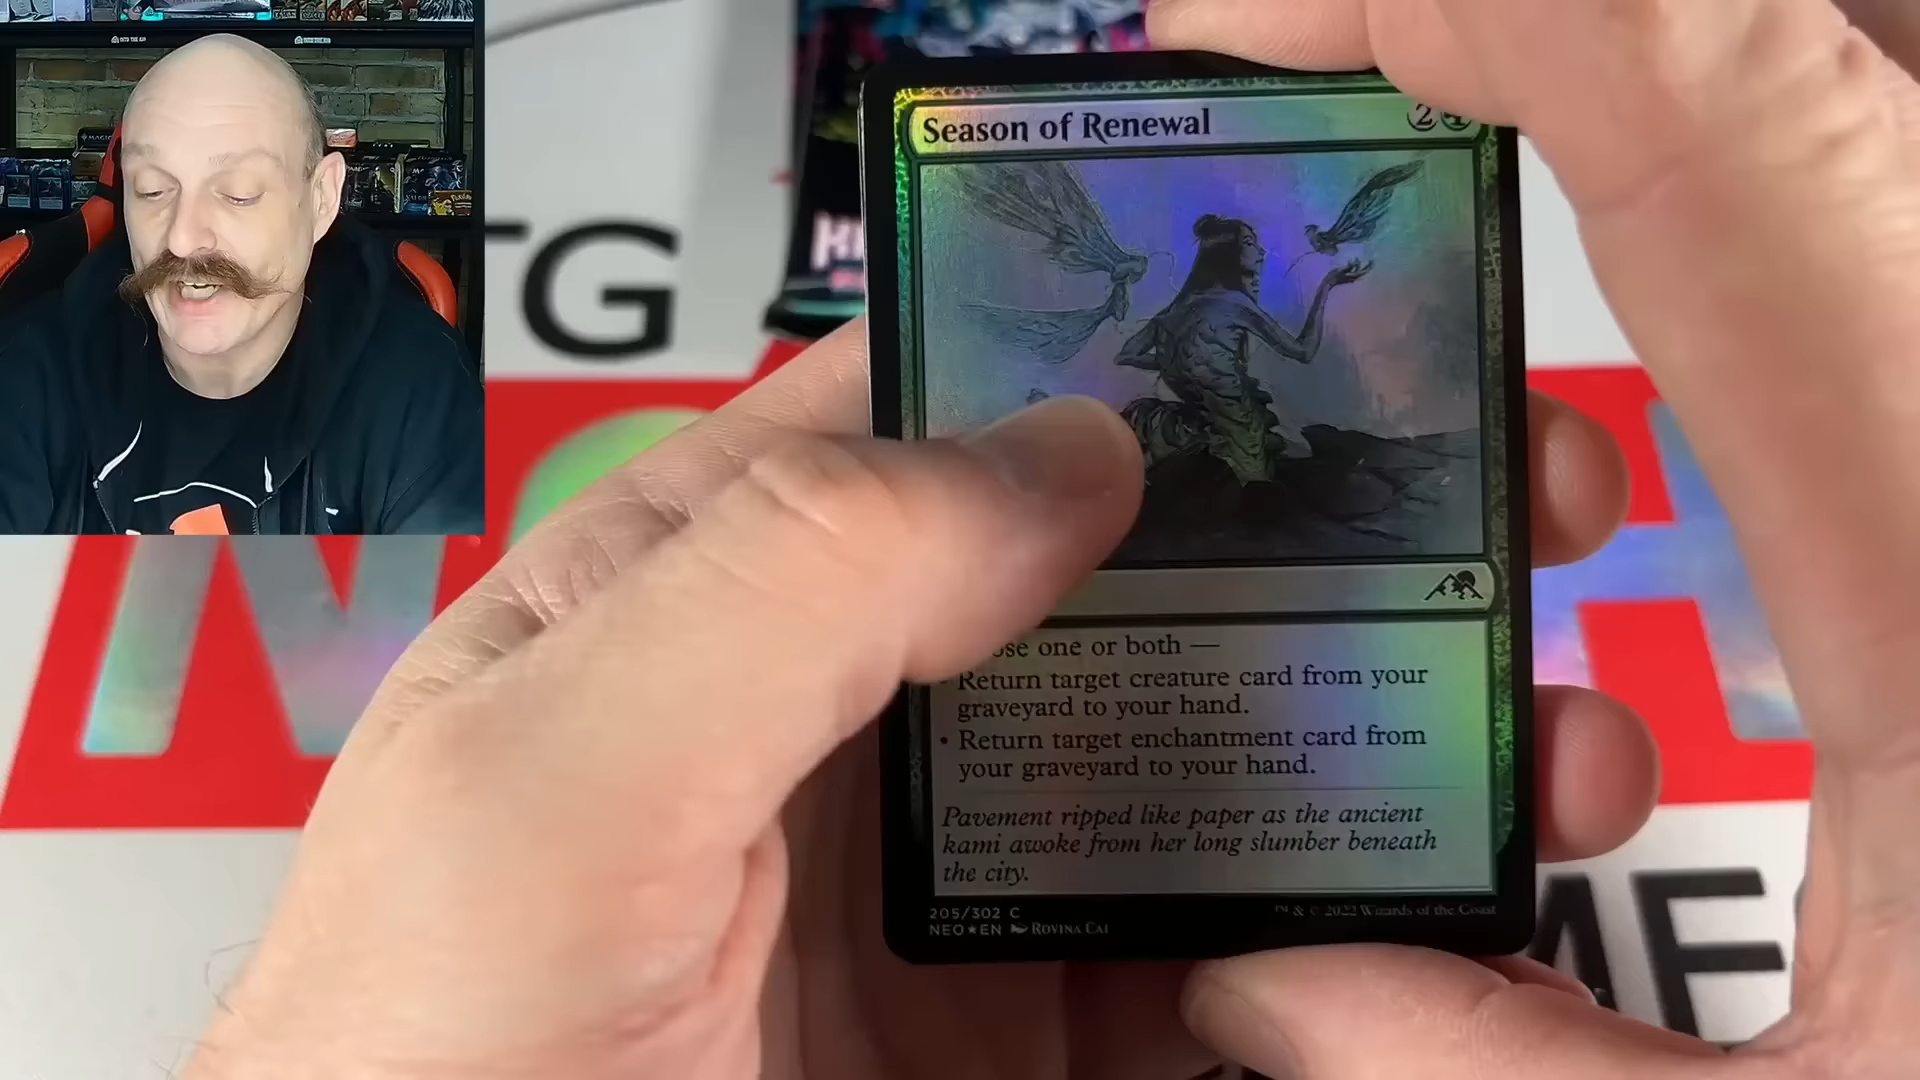 Season of Renewal 2
TG
one or both —
• Return target creature card from your
graveyard to your hand.
• Return target enchantment card from
your graveyard to your hand.
Pavement ripped like paper as the ancient
kami awoke from her long slumber beneath
the city.
205/302 C
NEO★EN ROVINA CAI
™ & © 2022 Wizards of the Coast